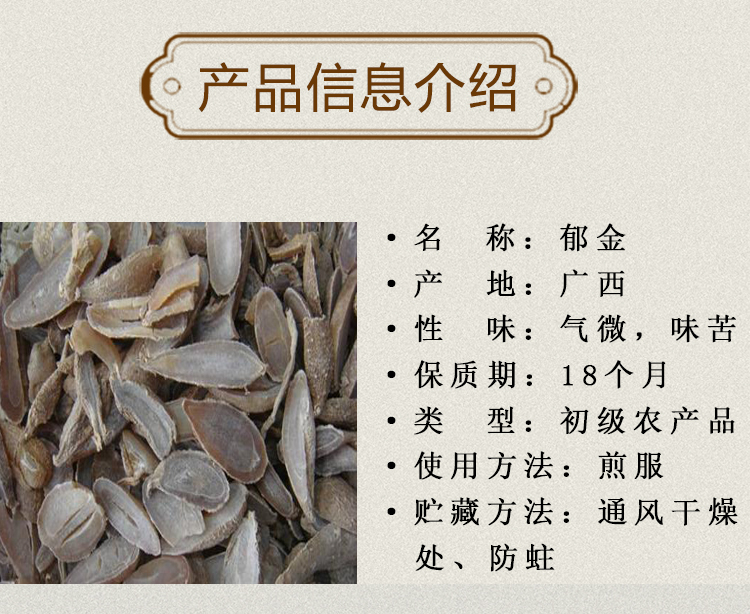 产品信息介绍
• 名 称：郁金
• 产 地：广西
• 性 味：气微，味苦
• 保质期：18个月
• 类 型：初级农产品
• 使用方法：煎服
• 贮藏方法：通风干燥
处、防蛀